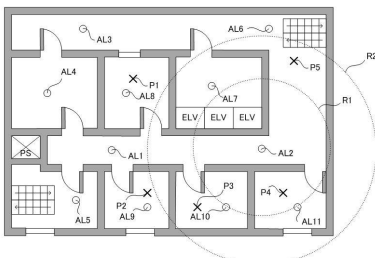 AL3
AL6
R2
AL4
P1
AL8
AL7
P5
R1
ELV ELV ELV
PS
AL1
AL2
P3
P4
P2
AL5
AL9
AL10
AL11